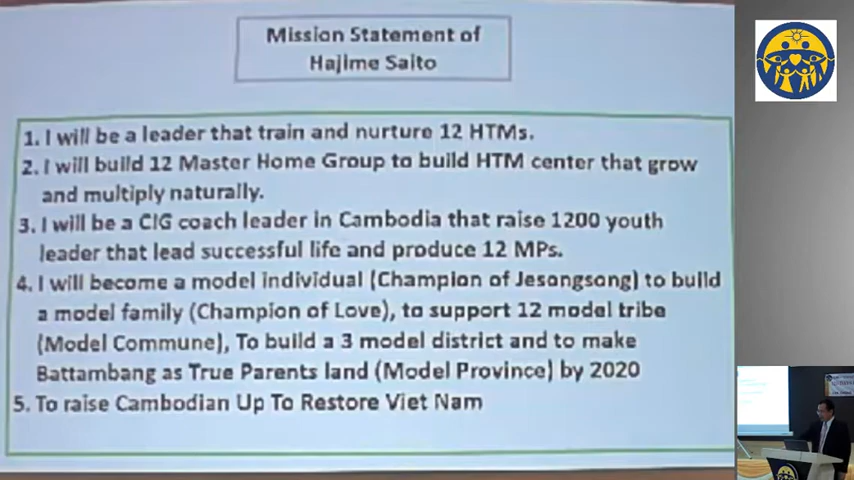 Mission Statement of
Hajime Saito
1. I will be a leader that train and nurture 12 HTMs.
2. I will build 12 Master Home Group to build HTM center that grow
and multiply naturally.
3. I will be a CIG coach leader in Cambodia that raise 1200 youth
leader that lead successful life and produce 12 MPs.
4. I will become a model individual (Champion of Jesongsong) to build
a model family (Champion of Love), to support 12 model tribe
(Model Commune), To build a 3 model district and to make
Battambang as True Parents land (Model Province) by 2020
5. To raise Cambodian Up To Restore Viet Nam